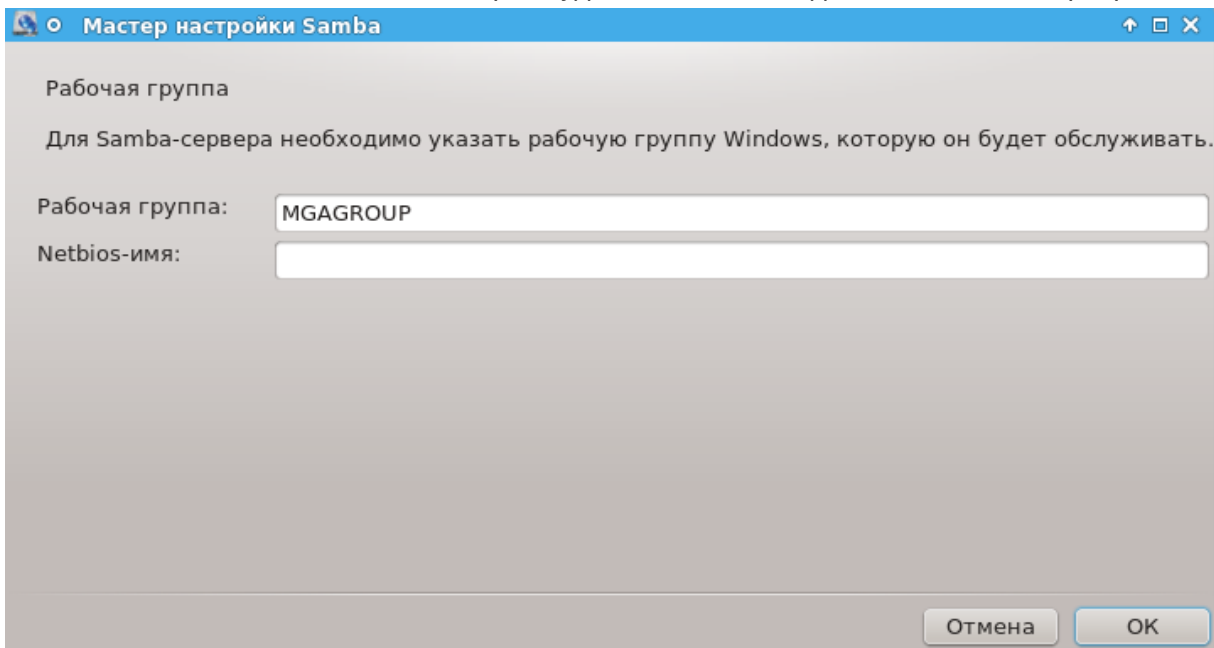 Мастер настройки Samba
Рабочая группа
Для Samba-сервера необходимо указать рабочую группу Windows, которую он будет обслуживать.
Рабочая группа: MGAGROUP
Netbios-имя:
Отмена OK